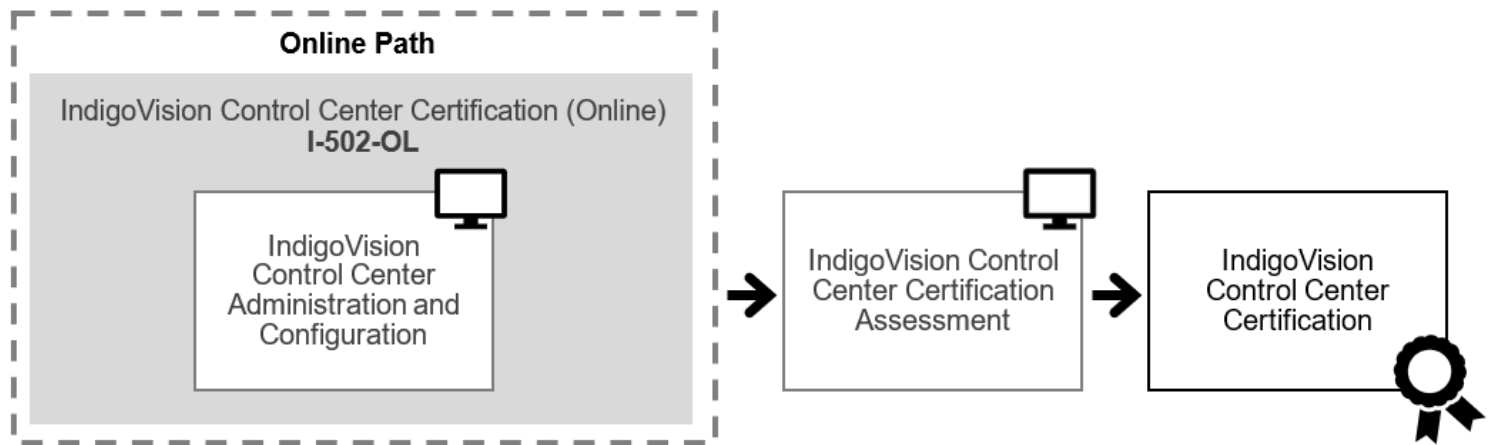 Online Path
IndigoVision Control Center Certification (Online)
I-502-OL
IndigoVision
Control Center
Administration and
Configuration
IndigoVision Control
Center Certification
Assessment
IndigoVision
Control Center
Certification